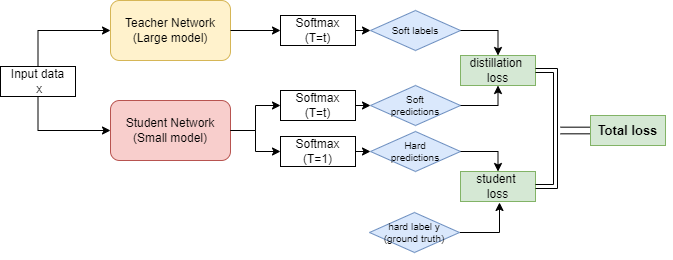 Teacher Network
(Large model)
Softmax
(T=t)
Soft labels
Input data
x
distillation
loss
Student Network
(Small model)
Softmax
(T=t)
Soft
predictions
Softmax
(T=1)
Hard
predictions
Total loss
student
loss
hard label y
(ground truth)